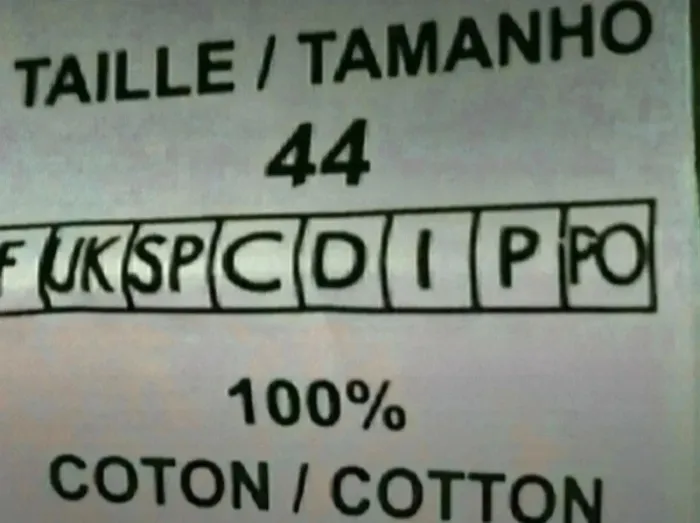 TAILLE / TAMANHO
44
F UK SP C D I P PO
100%
COTON / COTTON